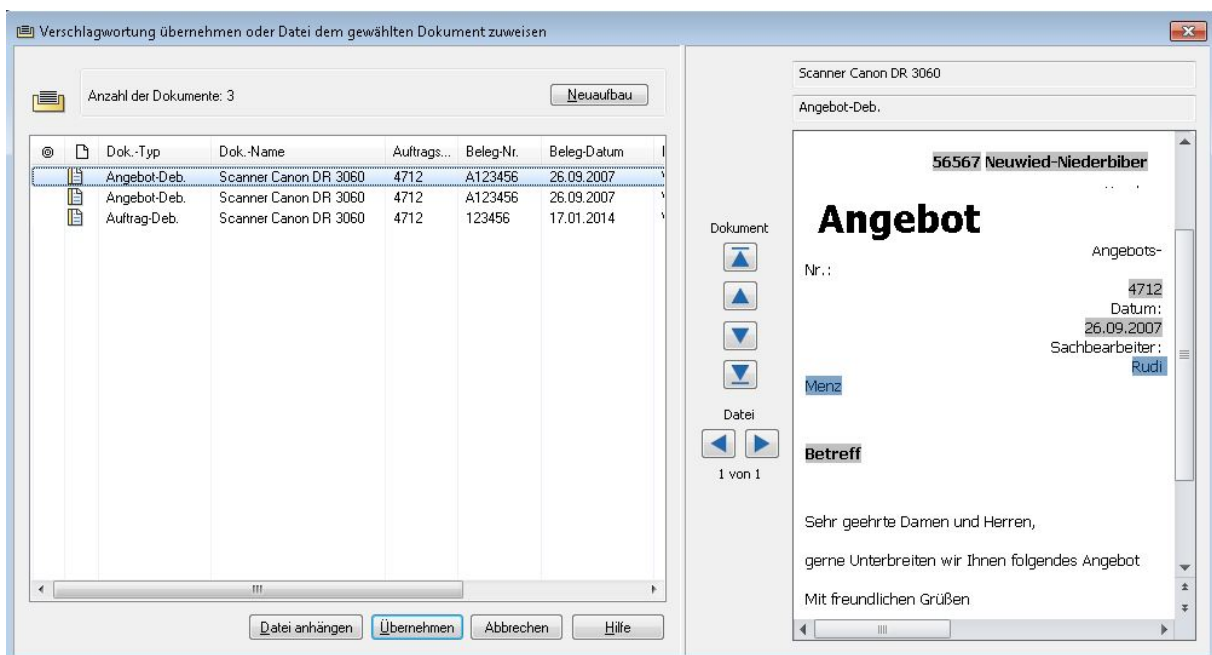 Verschlagwortung übernehmen oder Datei dem gewählten Dokument zuweisen
Anzahl der Dokumente: 3
Neuaufbau
Dok.-Typ Dok.-Name Auftrags... Beleg-Nr. Beleg-Datum
Angebot-Deb. Scanner Canon DR 3060 4712 A123456 26.09.2007
Angebot-Deb. Scanner Canon DR 3060 4712 A123456 26.09.2007
Auftrag-Deb. Scanner Canon DR 3060 4712 123456 17.01.2014
Datei anhängen Übernehmen Abbrechen Hilfe
Dokument
Datei
1 von 1
Scanner Canon DR 3060
Angebot-Deb.
56567 Neuwied-Niederbiber
Angebot
Angebots-
Nr.:
4712
Datum:
26.09.2007
Sachbearbeiter:
Rudi
Menz
Betreff
Sehr geehrte Damen und Herren,
gerne Unterbreiten wir Ihnen folgendes Angebot
Mit freundlichen Grüßen